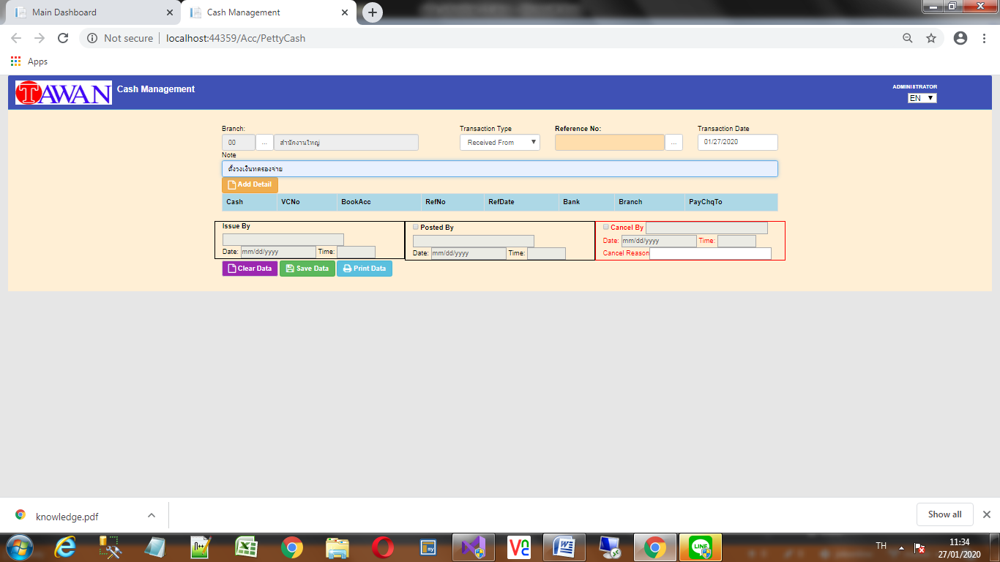 Main Dashboard
Cash Management
Not secure
localhost:44359/Acc/PettyCash
Apps
TAWAN
Cash Management
ADMINISTRATOR
EN
Branch:
Transaction Type
Reference No:
Transaction Date
00
...
สำนักงานใหญ่
Received From
...
01/27/2020
Note
ตั้งวงเงินทดรองจ่าย
Add Detail
Cash VCNo BookAcc RefNo RefDate Bank Branch PayChqTo
Issue By
Date: mm/dd/yyyy Time:
Posted By
Date: mm/dd/yyyy Time:
Cancel By
Date: mm/dd/yyyy Time:
Cancel Reason
Clear Data
Save Data
Print Data
knowledge.pdf
Show all
TH
11:34
27/01/2020